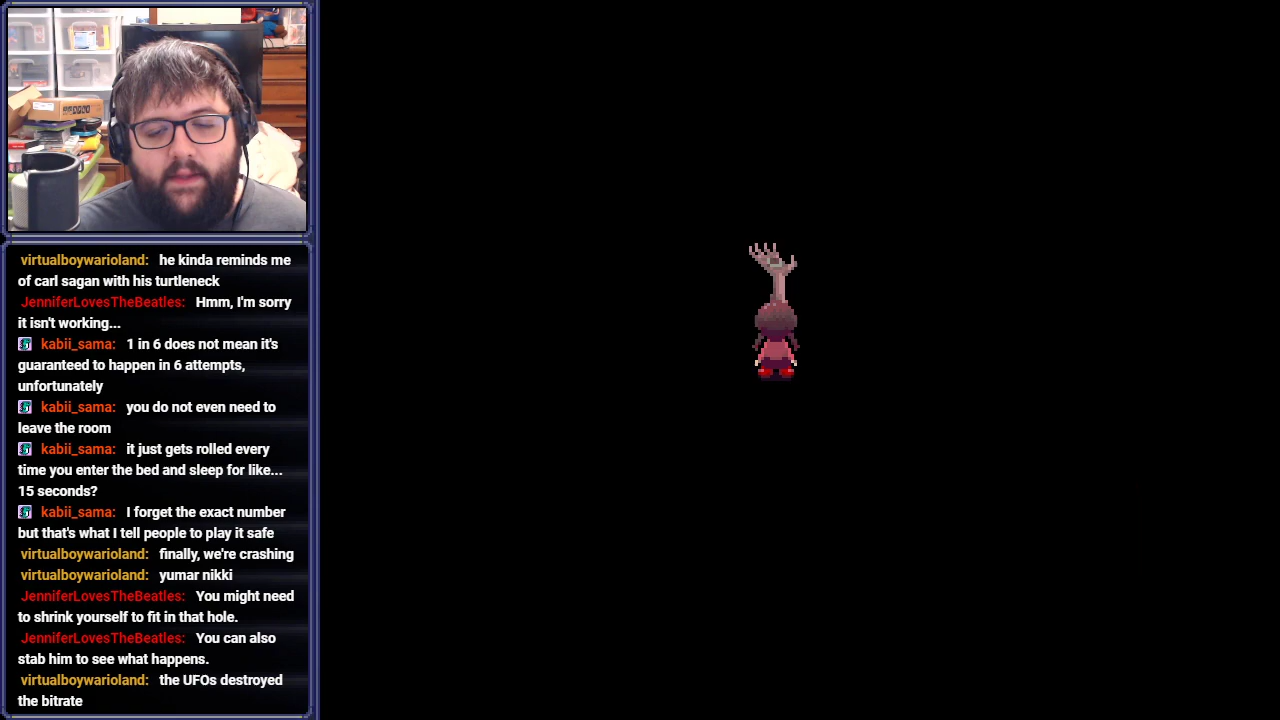 virtualboywarioland: he kinda reminds me
of carl sagan with his turtleneck
JenniferLovesTheBeatles: Hmm, I'm sorry
it isn't working...
kabii_sama: 1 in 6 does not mean it's
guaranteed to happen in 6 attempts,
unfortunately
kabii_sama: you do not even need to
leave the room
kabii_sama: it just gets rolled every
time you enter the bed and sleep for like...
15 seconds?
kabii_sama: I forget the exact number
but that's what I tell people to play it safe
virtualboywarioland: finally, we're crashing
virtualboywarioland: yumar nikki
JenniferLovesTheBeatles: You might need
to shrink yourself to fit in that hole.
JenniferLovesTheBeatles: You can also
stab him to see what happens.
virtualboywarioland: the UFOs destroyed
the bitrate